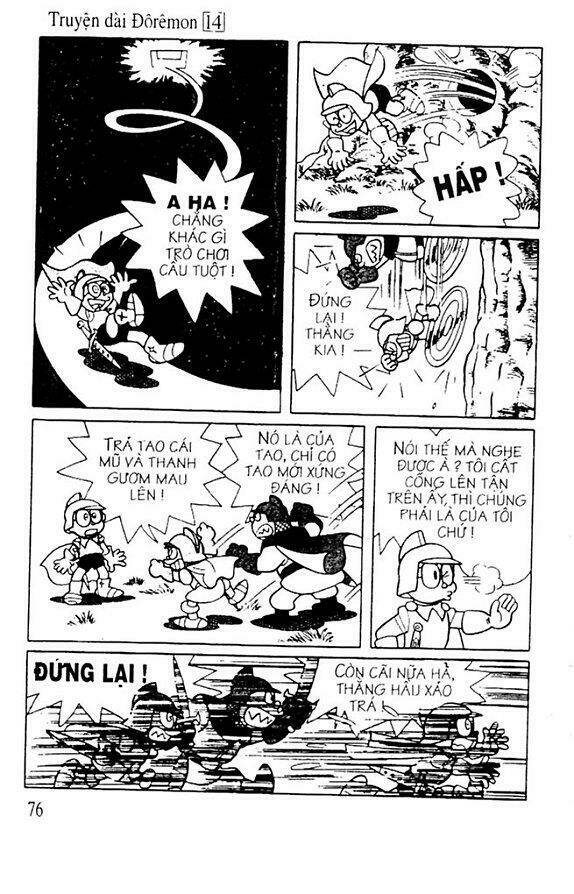 Truyện dài Đôrêmon 14
A HA !
CHẲNG
KHÁC GÌ
TRÒ CHƠI
CẦU TUỘT !
HẤP !
ĐỨNG
LẠI !
THẰNG
KIA !
TRẢ TAO CÁI
MŨ VÀ THANH
GƯƠM MAU
LÊN !
NÓ LÀ CỦA
TAO, CHỈ CÓ
TAO MỚI XỨNG
ĐÁNG !
NÓI THẾ MÀ NGHE
ĐƯỢC À ? TÔI CẤT
CÔNG LÊN TẬN
TRÊN ẤY, THÌ CHÚNG
PHẢI LÀ CỦA TÔI
CHỨ !
ĐỨNG LẠI !
CÒN CÃI NỮA HẢ,
THẰNG HẬU XÁO
TRÁ !
76